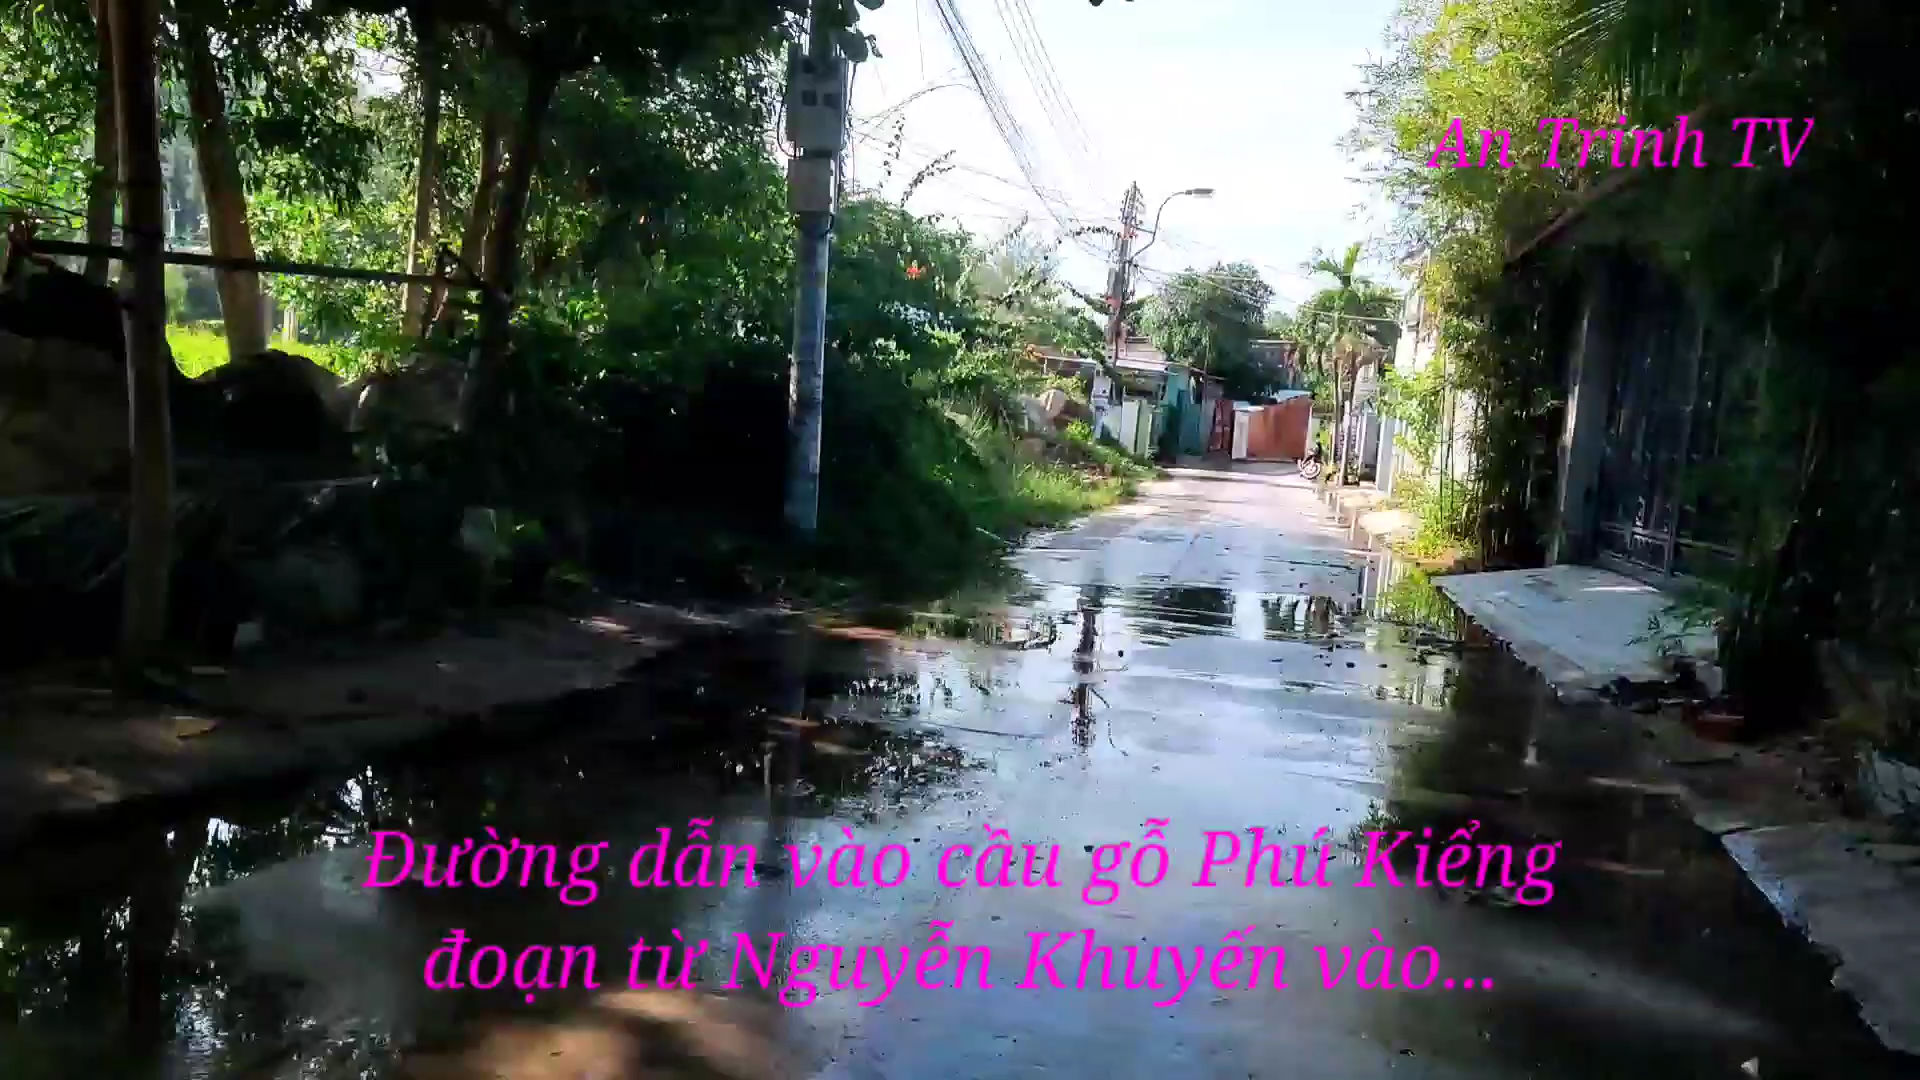 An Trinh TV
Đường dẫn vào cầu gỗ Phú Kiểng
đoạn từ Nguyễn Khuyến vào...